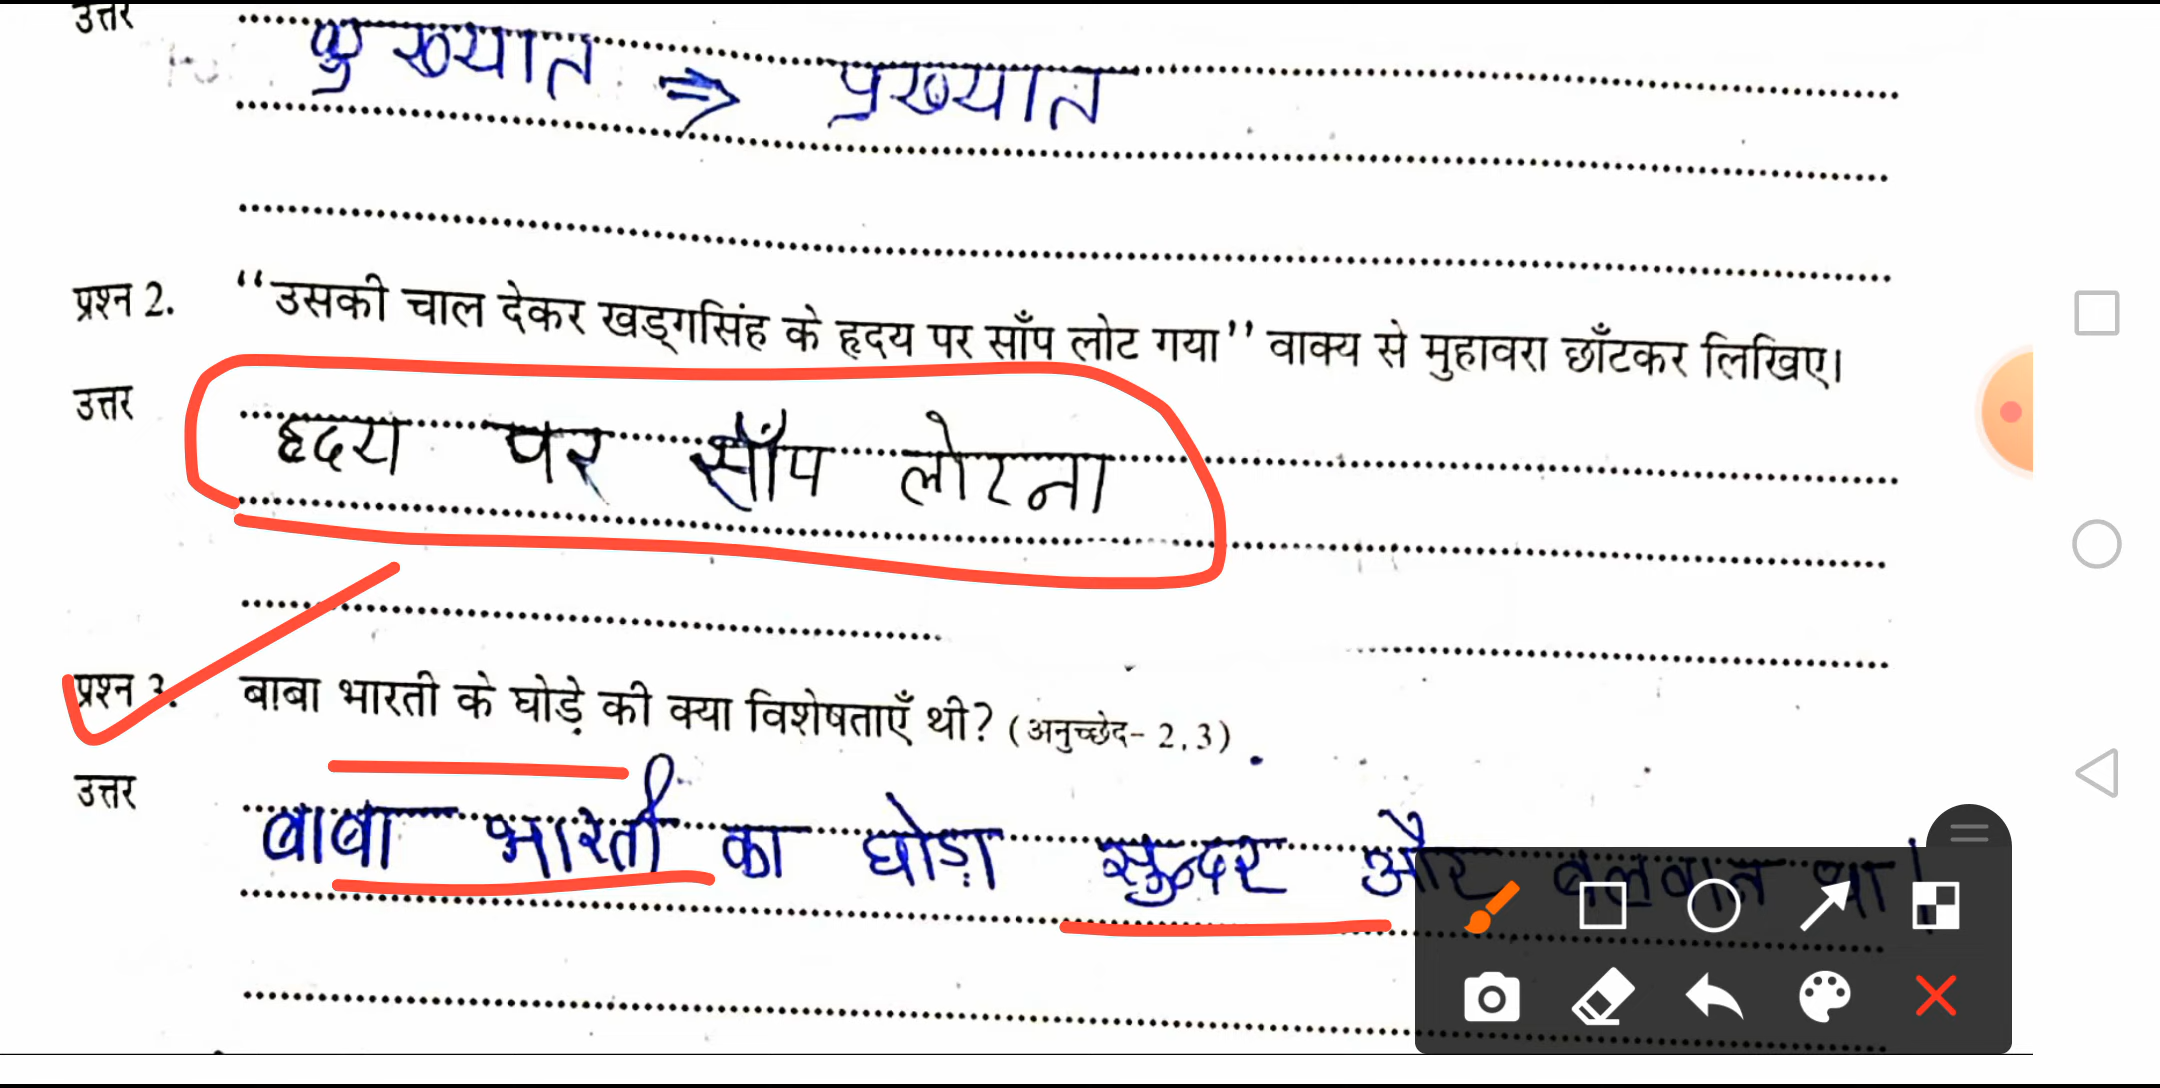 उत्तर
कुख्यात ⇒ प्रख्यात
प्रश्न 2. “उसकी चाल देकर खड्गसिंह के हृदय पर साँप लोट गया” वाक्य से मुहावरा छाँटकर लिखिए।
उत्तर
हृदय पर साँप लोटना
प्रश्न 3. बाबा भारती के घोड़े की क्या विशेषताएँ थी? (अनुच्छेद- 2,3)
उत्तर
बाबा भारती का घोड़ा सुन्दर और बलवान था।